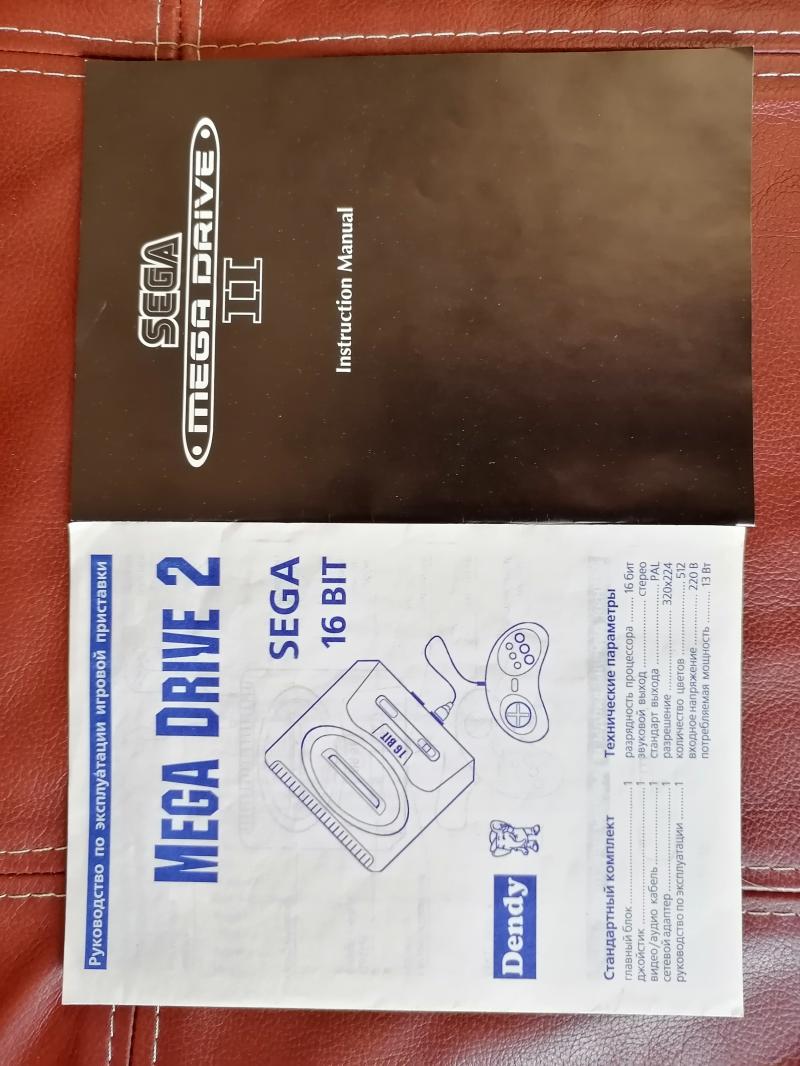 SEGA
MEGA DRIVE
II
Instruction Manual
Руководство по эксплуатации игровой приставки
MEGA DRIVE 2
SEGA
16 BIT
16 BIT
Dendy
Стандартный комплект
главный блок ........ 1
джойстик ........ 1
видео/аудио кабель ........ 1
сетевой адаптер ........ 1
руководство по эксплуатации ........ 1
Технические параметры
разрядность процессора ........ 16 бит
звуковой выход ........ стерео
стандарт выхода ........ PAL
разрешение ........ 320x224
количество цветов ........ 512
входное напряжение ........ 220 В
потребляемая мощность ........ 13 Вт